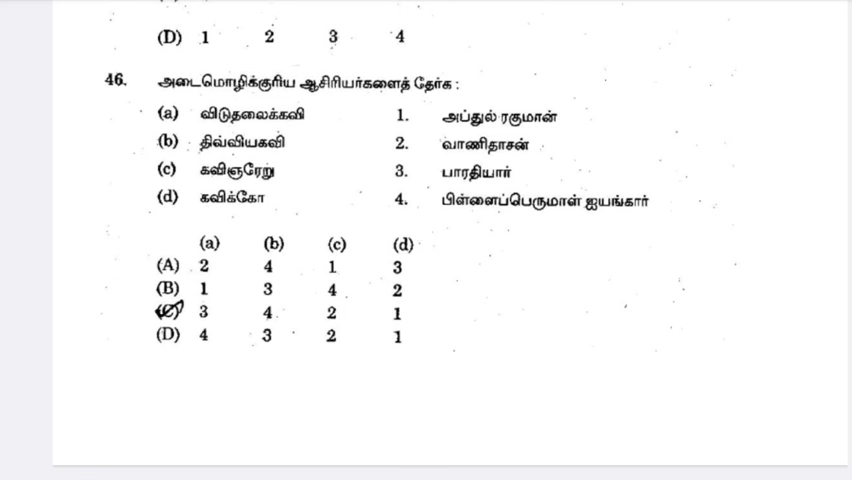 (D) 1 2 3 4
46. அடைமொழிக்குரிய ஆசிரியர்களைத் தேர்க :
(a) விடுதலைக்கவி 1. அப்துல் ரகுமான்
(b) திவ்வியகவி 2. வாணிதாசன்
(c) கவிஞரேறு 3. பாரதியார்
(d) கவிக்கோ 4. பிள்ளைப்பெருமாள் ஐயங்கார்
(a) (b) (c) (d)
(A) 2 4 1 3
(B) 1 3 4 2
(C) 3 4 2 1
(D) 4 3 2 1